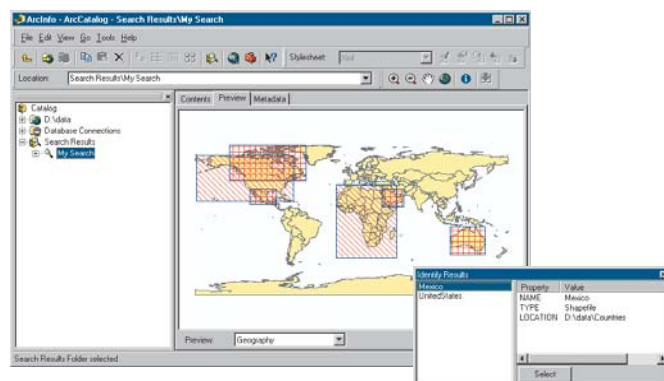 ArcInfo - ArcCatalog - Search Results\My Search
File Edit View Go Tools Help
Stylesheet:
Location: Search Results\My Search
Contents Preview Metadata
Catalog
D:\data
Database Connections
Search Results
My Search
Preview: Geography
Search Results Folder selected
Identify Results
Mexico
UnitedStates
Property Value
NAME Mexico
TYPE Shapefile
LOCATION D:\data\Countries
Select